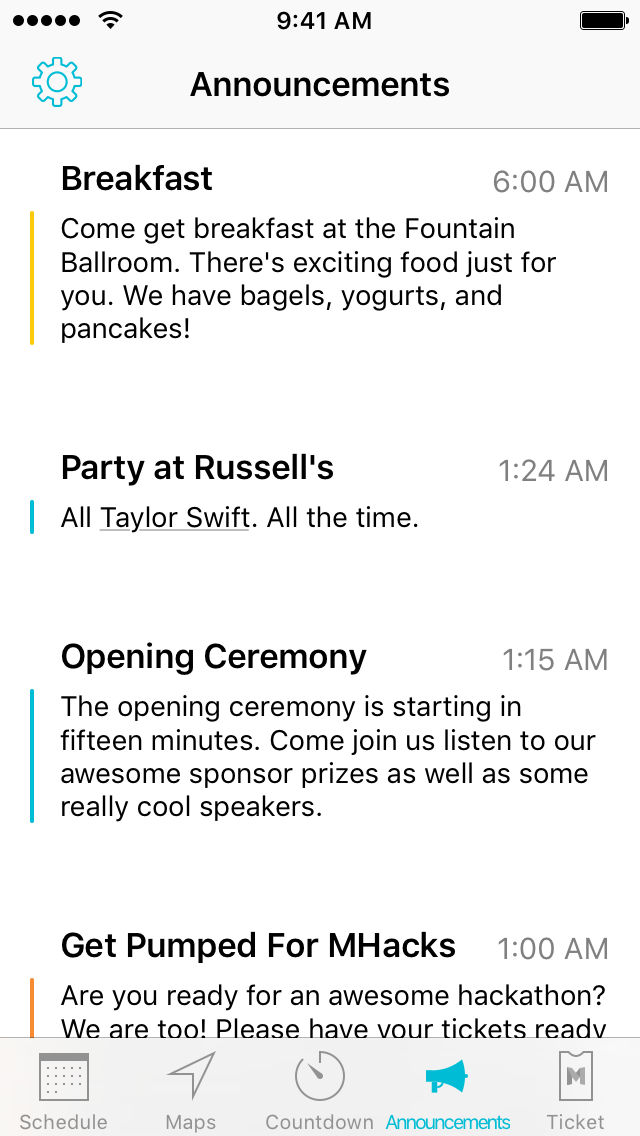 9:41 AM
Announcements
Breakfast 6:00 AM
Come get breakfast at the Fountain
Ballroom. There's exciting food just for
you. We have bagels, yogurts, and
pancakes!
Party at Russell's 1:24 AM
All Taylor Swift. All the time.
Opening Ceremony 1:15 AM
The opening ceremony is starting in
fifteen minutes. Come join us listen to our
awesome sponsor prizes as well as some
really cool speakers.
Get Pumped For MHacks 1:00 AM
Are you ready for an awesome hackathon?
We are too! Please have your tickets ready
M
Schedule Maps Countdown Announcements Ticket